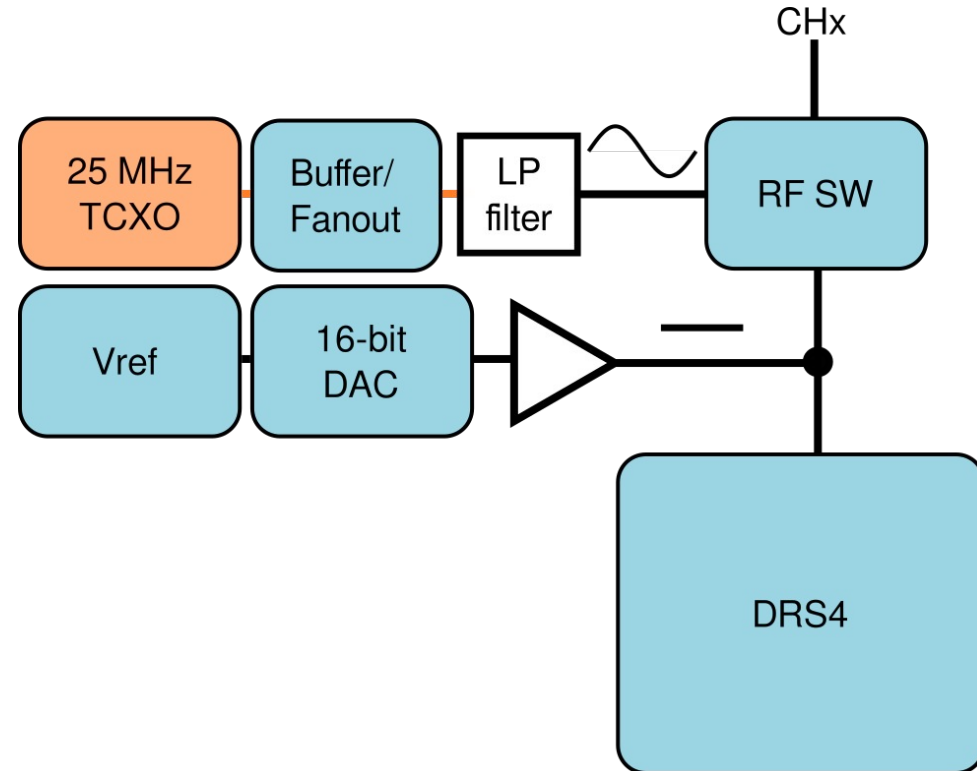 CHx
25 MHz
TCXO
Buffer/
Fanout
LP
filter
RF SW
Vref
16-bit
DAC
DRS4